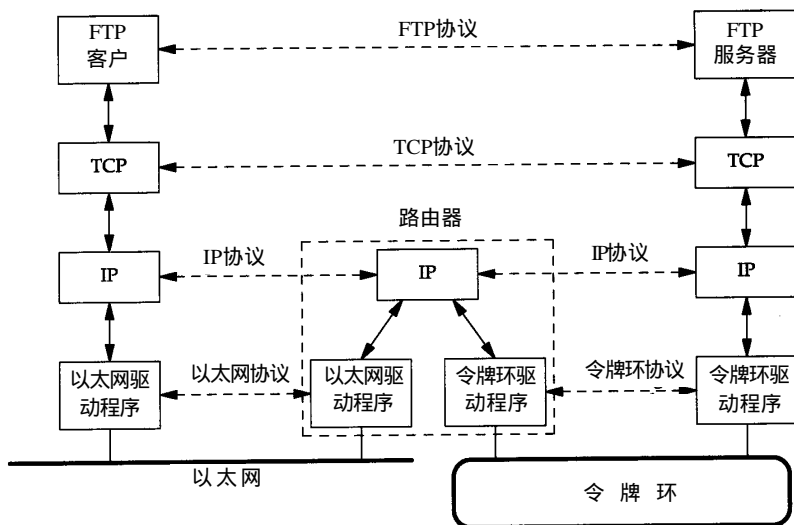 FTP
客户
FTP协议
FTP
服务器
TCP
TCP协议
TCP
路由器
IP
IP协议
IP
IP协议
IP
以太网驱
动程序
以太网协议
以太网驱
动程序
令牌环驱
动程序
令牌环协议
令牌环驱
动程序
以太网
令牌环